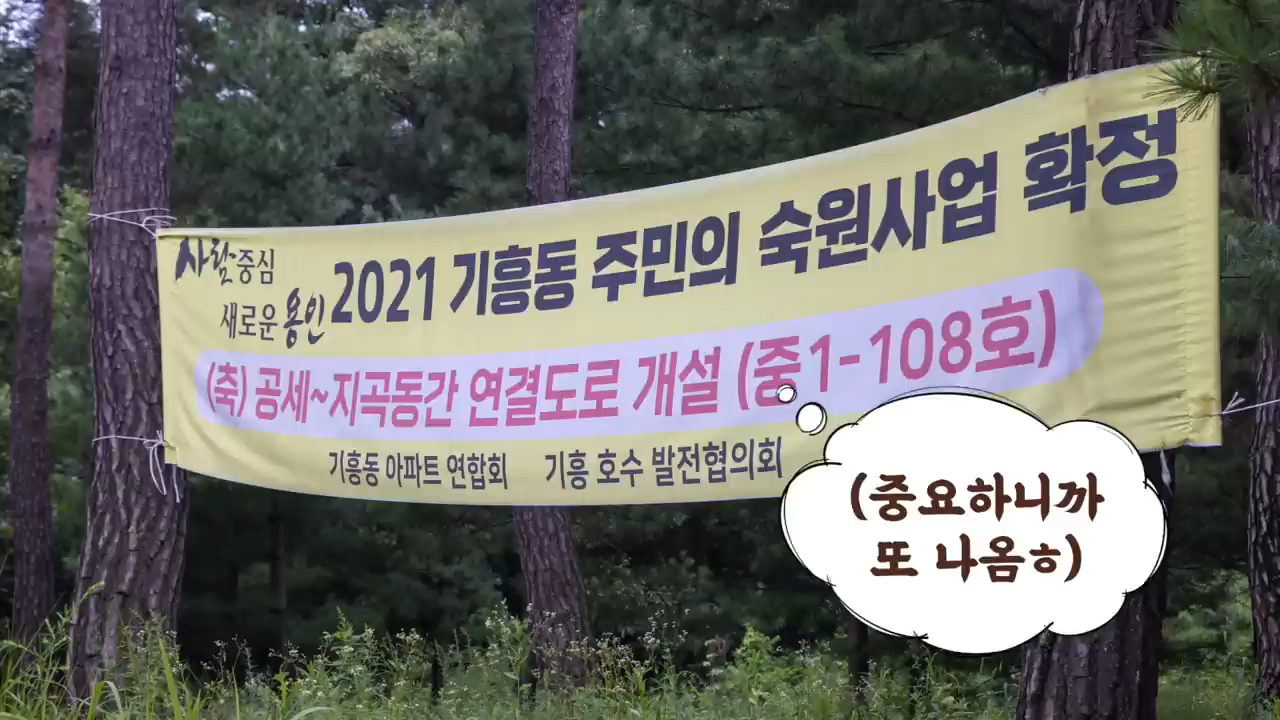 사람중심
새로운 용인
2021 기흥동 주민의 숙원사업 확정
(축) 공세~지곡동간 연결도로 개설 (중1-108호)
기흥동 아파트 연합회 기흥 호수 발전협의회
(중요하니까
또 나옴ㅎ)